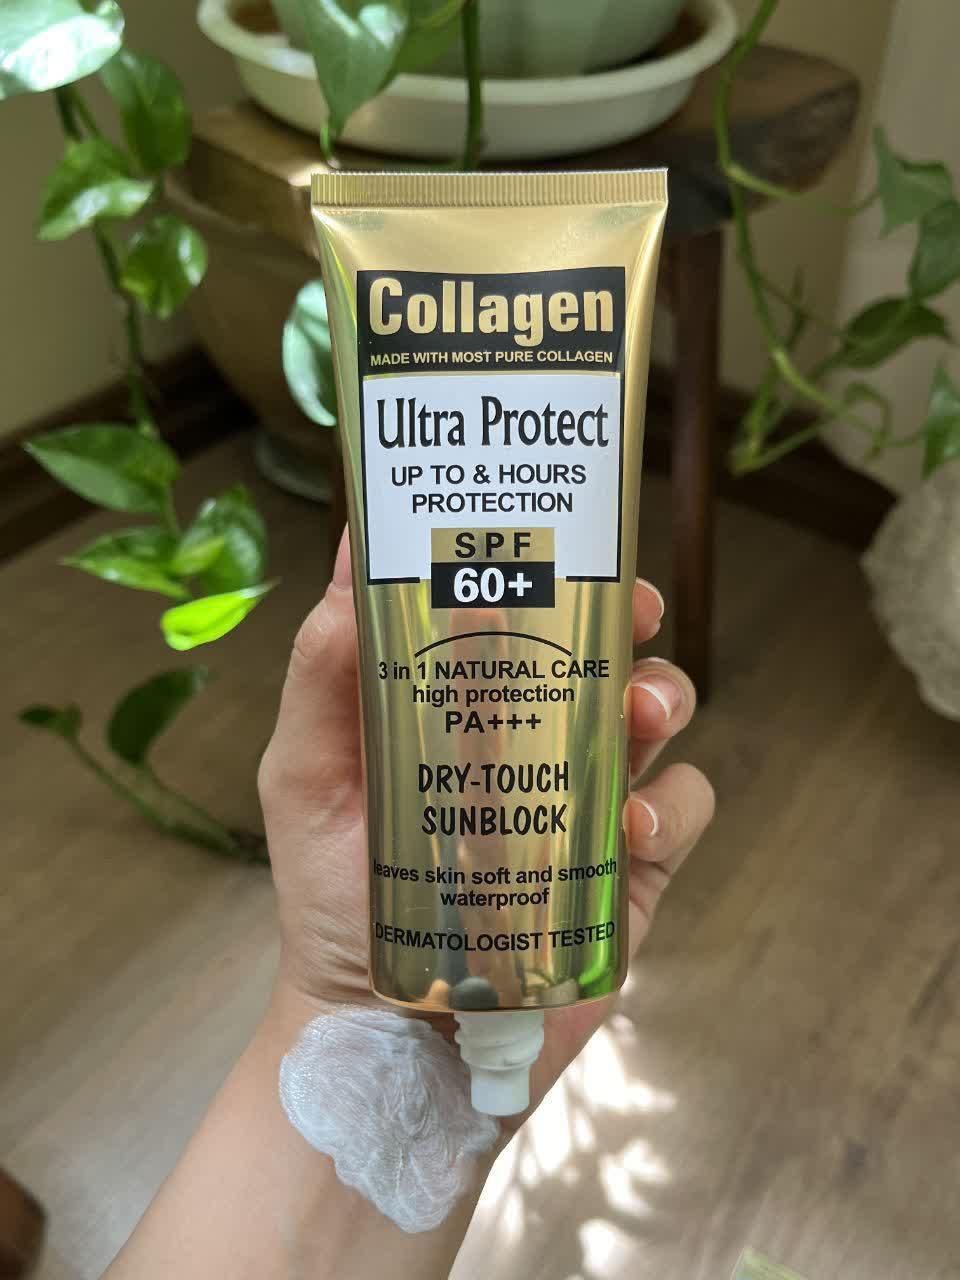 Collagen
MADE WITH MOST PURE COLLAGEN
Ultra Protect
UP TO & HOURS
PROTECTION
SPF
60+
3 in 1 NATURAL CARE
high protection
PA+++
DRY-TOUCH
SUNBLOCK
leaves skin soft and smooth
waterproof
DERMATOLOGIST TESTED